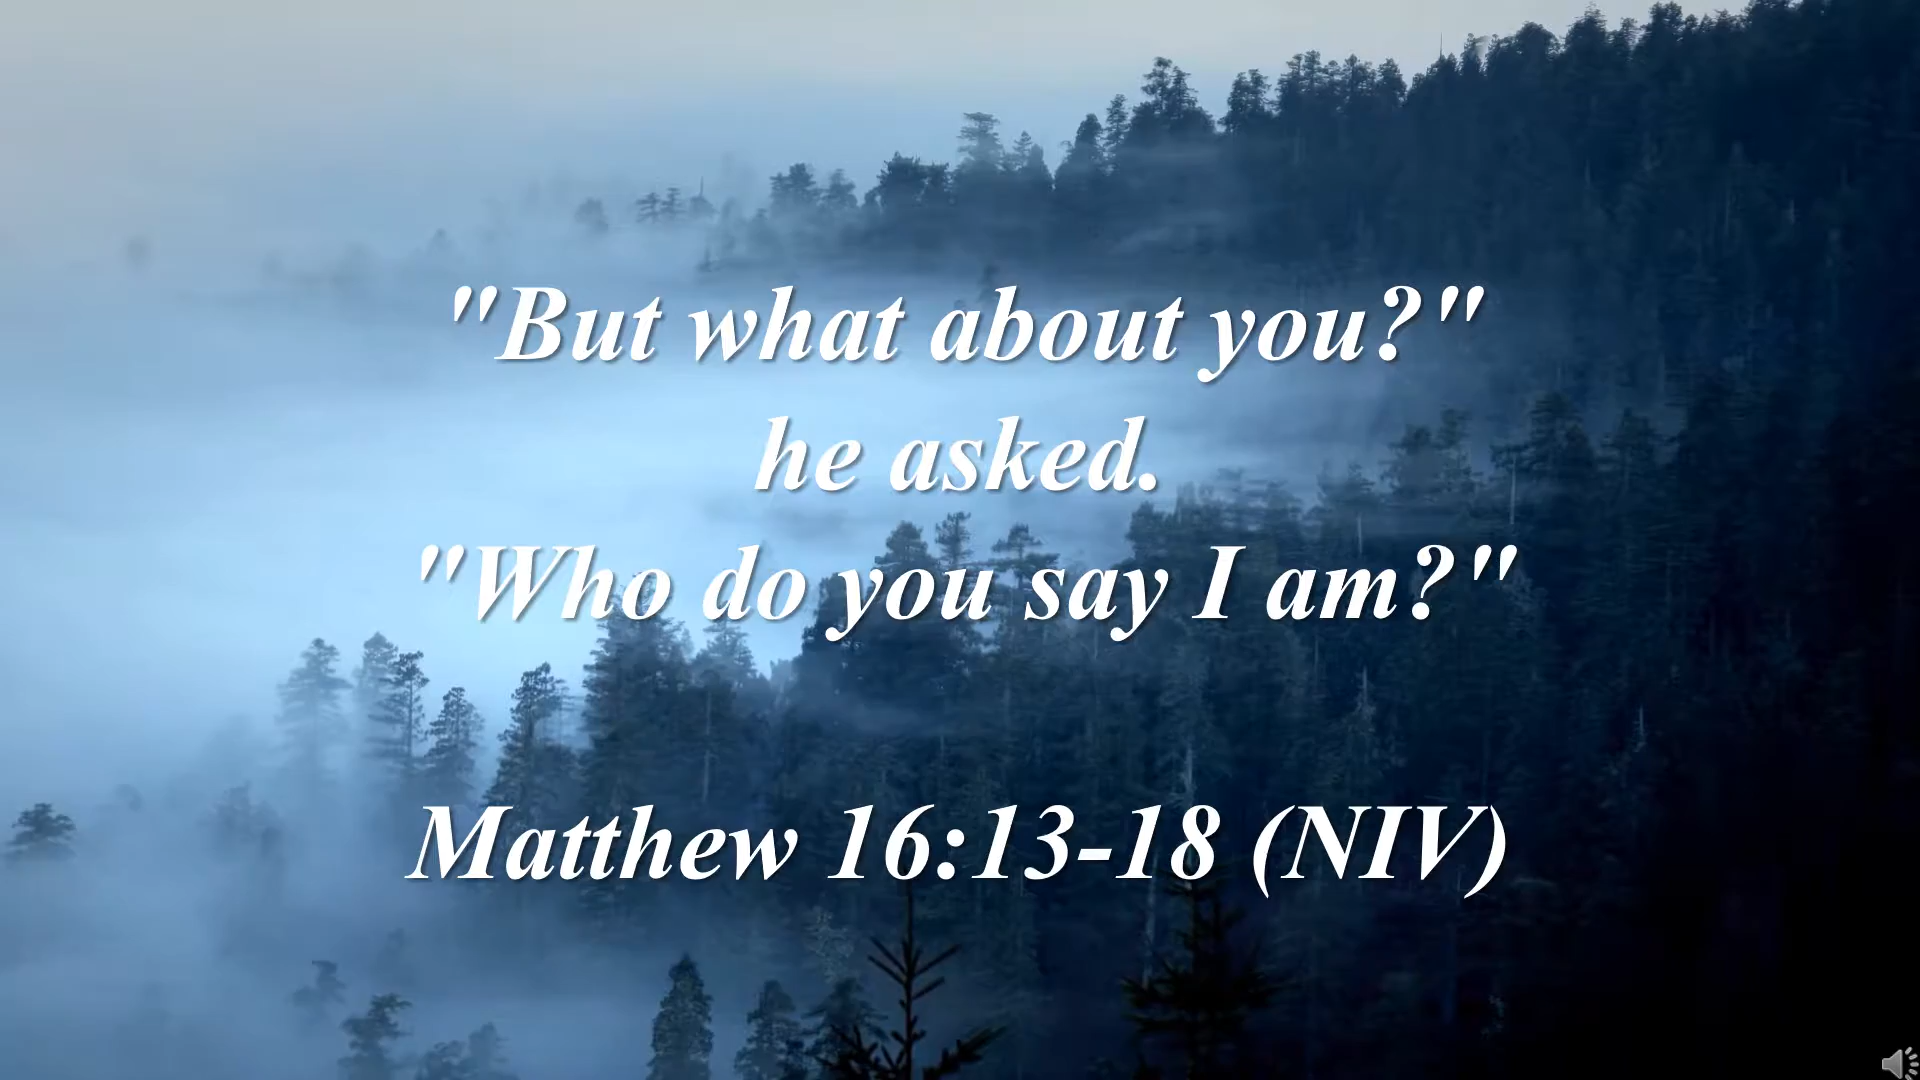 "But what about you?"
he asked.
"Who do you say I am?"
Matthew 16:13-18 (NIV)